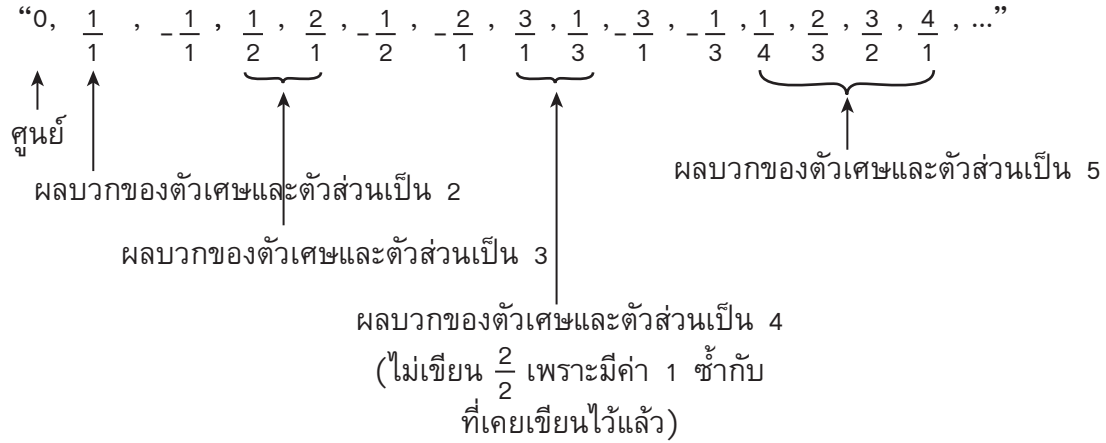 “0, 1/1, -1/1, 1/2, 2/1, -1/2, -2/1, 3/1, 1/3, -3/1, -1/3, 1/4, 2/3, 3/2, 4/1, ...”
ศูนย์
ผลบวกของตัวเศษและตัวส่วนเป็น 5
ผลบวกของตัวเศษและตัวส่วนเป็น 2
ผลบวกของตัวเศษและตัวส่วนเป็น 3
ผลบวกของตัวเศษและตัวส่วนเป็น 4
(ไม่เขียน 2/2 เพราะมีค่า 1 ซ้ำกับ
ที่เคยเขียนไว้แล้ว)